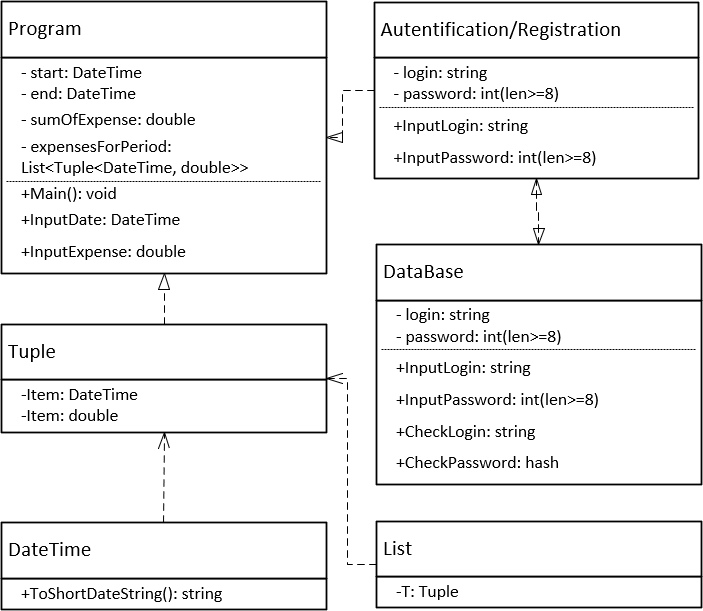 Program
- start: DateTime
- end: DateTime
- sumOfExpense: double
- expensesForPeriod:
List<Tuple<DateTime, double>>
+Main(): void
+InputDate: DateTime
+InputExpense: double
Autentification/Registration
- login: string
- password: int(len>=8)
+InputLogin: string
+InputPassword: int(len>=8)
DataBase
- login: string
- password: int(len>=8)
+InputLogin: string
+InputPassword: int(len>=8)
+CheckLogin: string
+CheckPassword: hash
Tuple
-Item: DateTime
-Item: double
DateTime
+ToShortDateString(): string
List
-T: Tuple